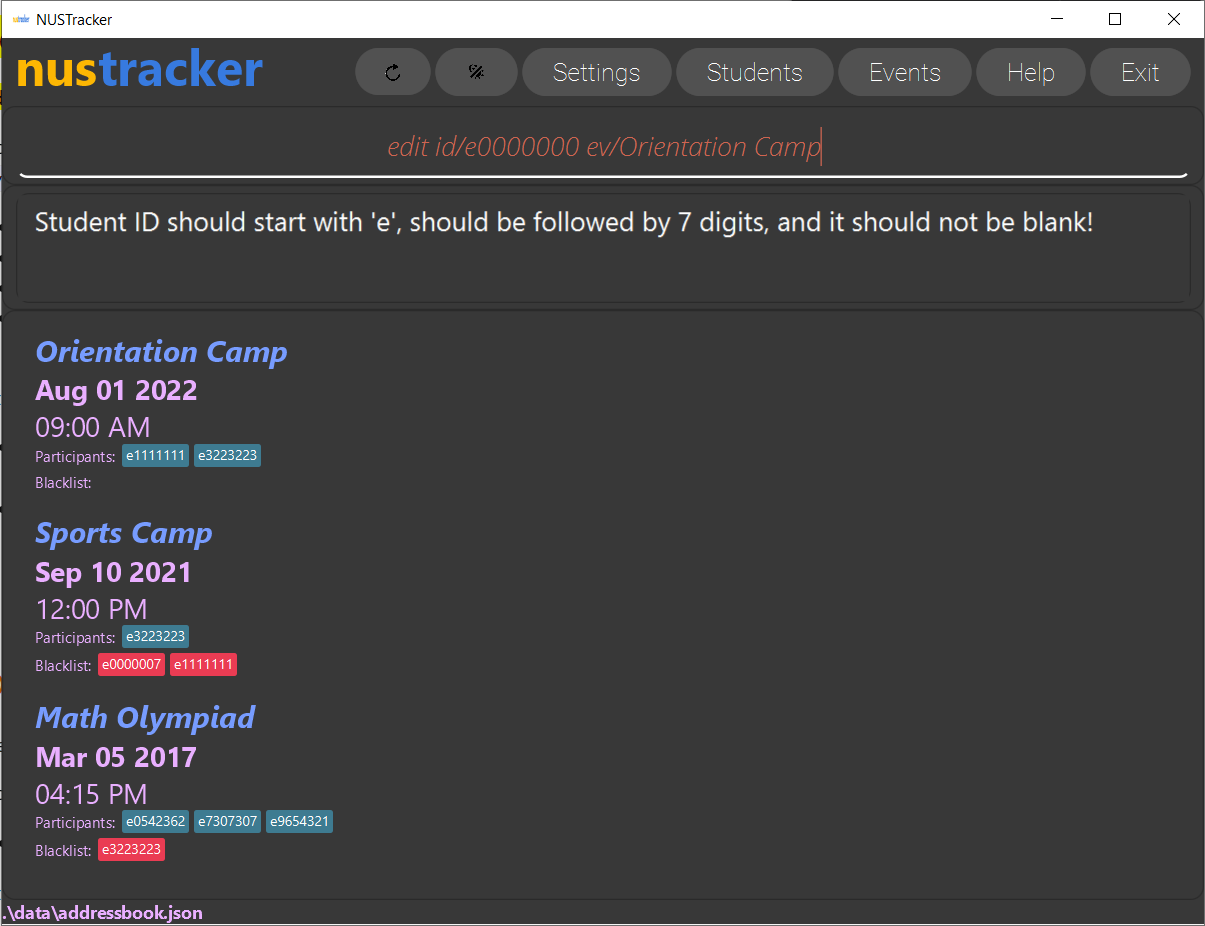 NUSTracker
nustracker Settings Students Events Help Exit
edit id/e0000000 ev/Orientation Camp
Student ID should start with 'e', should be followed by 7 digits, and it should not be blank!
Orientation Camp
Aug 01 2022
09:00 AM
Participants: e1111111 e3223223
Blacklist:
Sports Camp
Sep 10 2021
12:00 PM
Participants: e3223223
Blacklist: e0000007 e1111111
Math Olympiad
Mar 05 2017
04:15 PM
Participants: e0542362 e7307307 e9654321
Blacklist: e3223223
.\data\addressbook.json